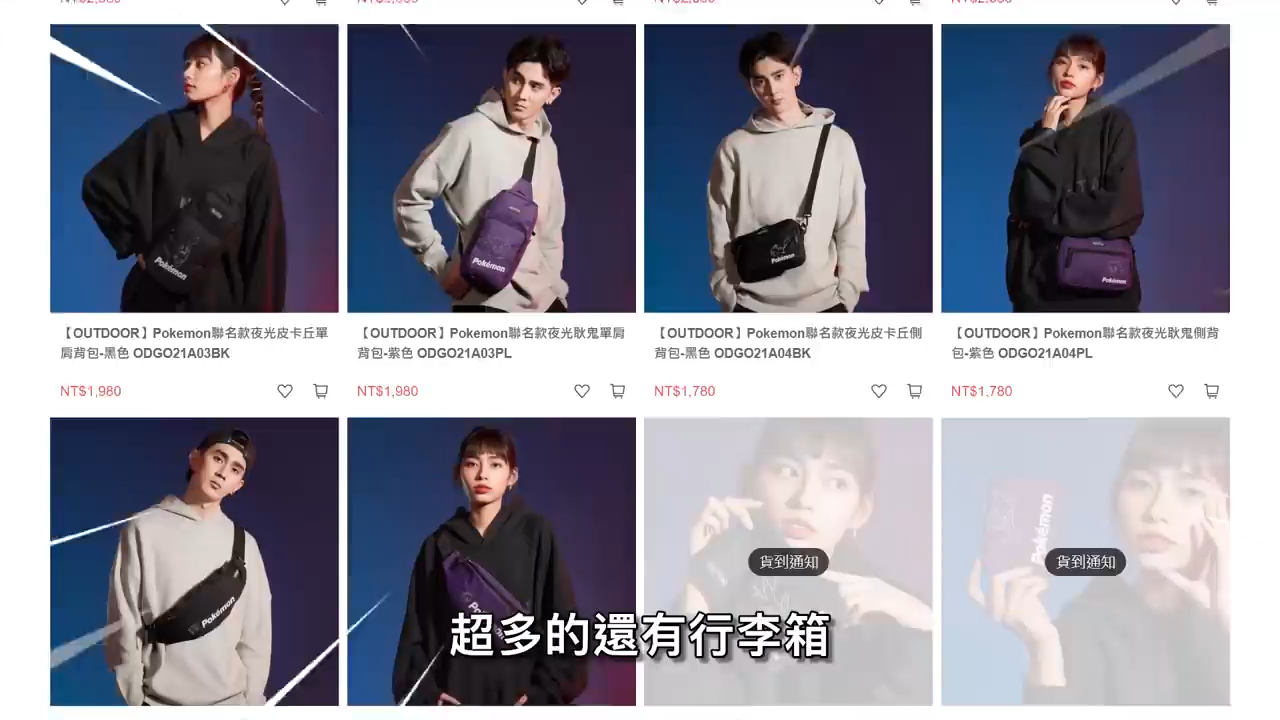 【OUTDOOR】Pokemon聯名款夜光皮卡丘單
肩背包-黑色 ODGO21A03BK
NT$1,980
【OUTDOOR】Pokemon聯名款夜光耿鬼單肩
背包-紫色 ODGO21A03PL
NT$1,980
【OUTDOOR】Pokemon聯名款夜光皮卡丘側
背包-黑色 ODGO21A04BK
NT$1,780
【OUTDOOR】Pokemon聯名款夜光耿鬼側背
包-紫色 ODGO21A04PL
NT$1,780
Pokémon
Pokémon
Pokémon
Pokémon
Pokémon
Pokémon
貨到通知
貨到通知
超多的還有行李箱